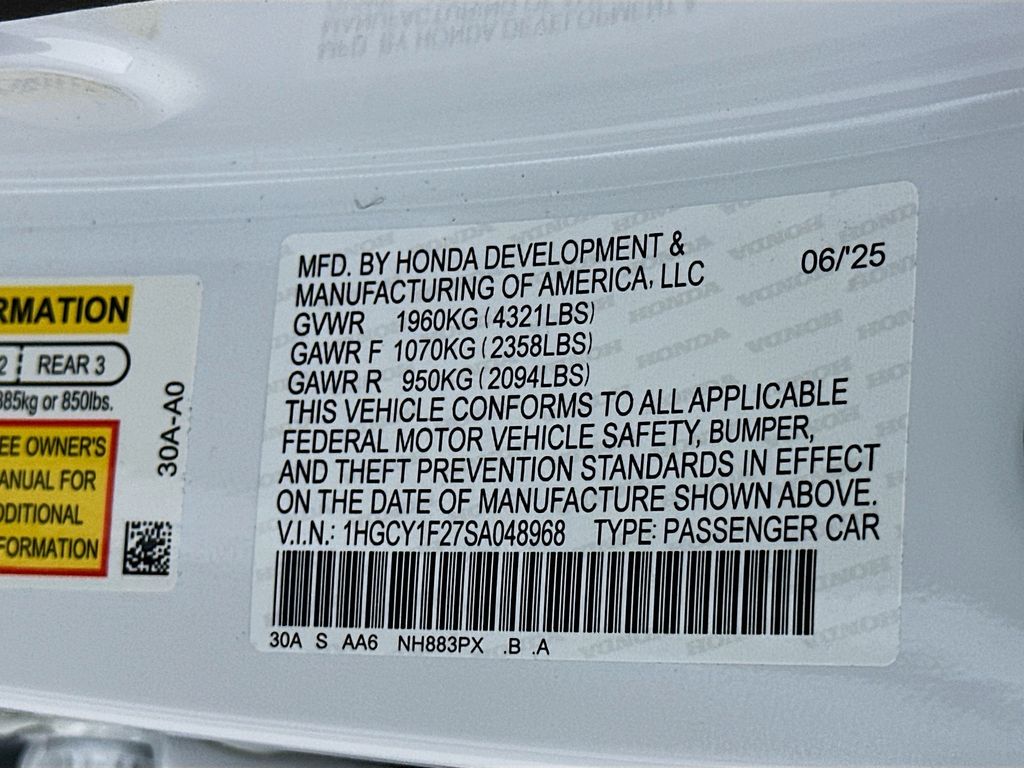 MFD. BY HONDA DEVELOPMENT &
MANUFACTURING OF AMERICA, LLC
06/'25
GVWR 1960KG (4321LBS)
GAWR F 1070KG (2358LBS)
GAWR R 950KG (2094LBS)
THIS VEHICLE CONFORMS TO ALL APPLICABLE
FEDERAL MOTOR VEHICLE SAFETY, BUMPER,
AND THEFT PREVENTION STANDARDS IN EFFECT
ON THE DATE OF MANUFACTURE SHOWN ABOVE.
V.I.N.: 1HGCY1F27SA048968 TYPE: PASSENGER CAR
30A S AA6 NH883PX .B .A
RMATION
2 REAR 3
385kg or 850lbs.
EE OWNER'S
ANUAL FOR
DDITIONAL
FORMATION
30A-A0